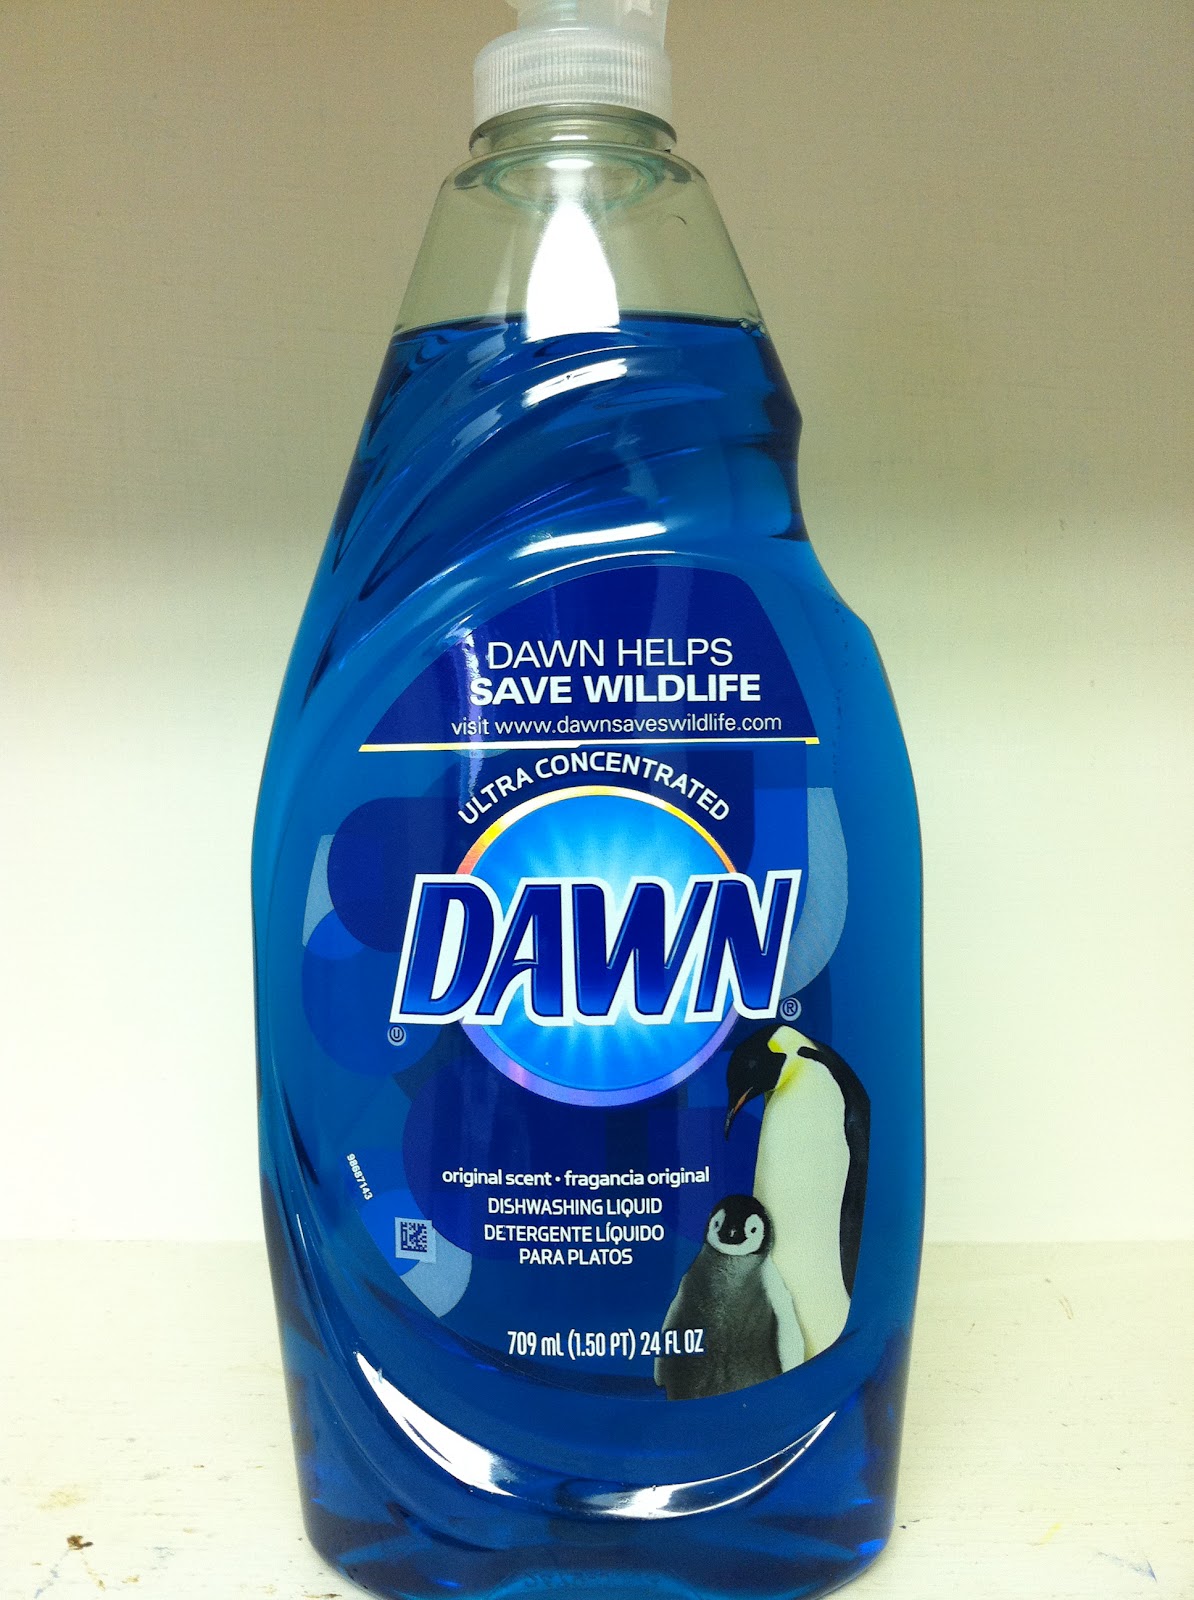 DAWN HELPS
SAVE WILDLIFE
visit www.dawnsaveswildlife.com
ULTRA CONCENTRATED
DAWN®
U
98687143
original scent • fragancia original
DISHWASHING LIQUID
DETERGENTE LÍQUIDO
PARA PLATOS
709 mL (1.50 PT) 24 FL OZ